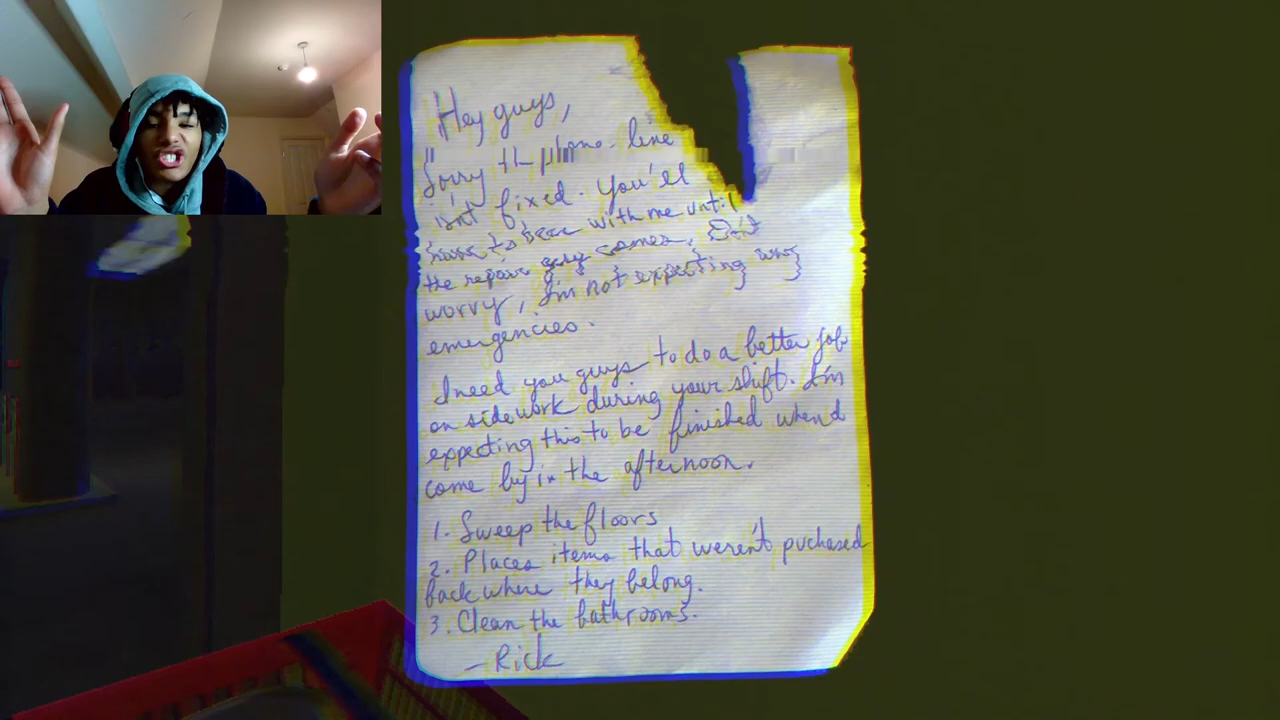 Hey guys,
Sorry the phone line
isn't fixed. You'll
have to bear with me until
the repair guy comes. Don't
worry, I'm not expecting any
emergencies.
I need you guys to do a better job
on sidework during your shift. I'm
expecting this to be finished when I
come by in the afternoon.
1. Sweep the floors
2. Places items that weren't puchased
back where they belong.
3. Clean the bathrooms.
- Rick